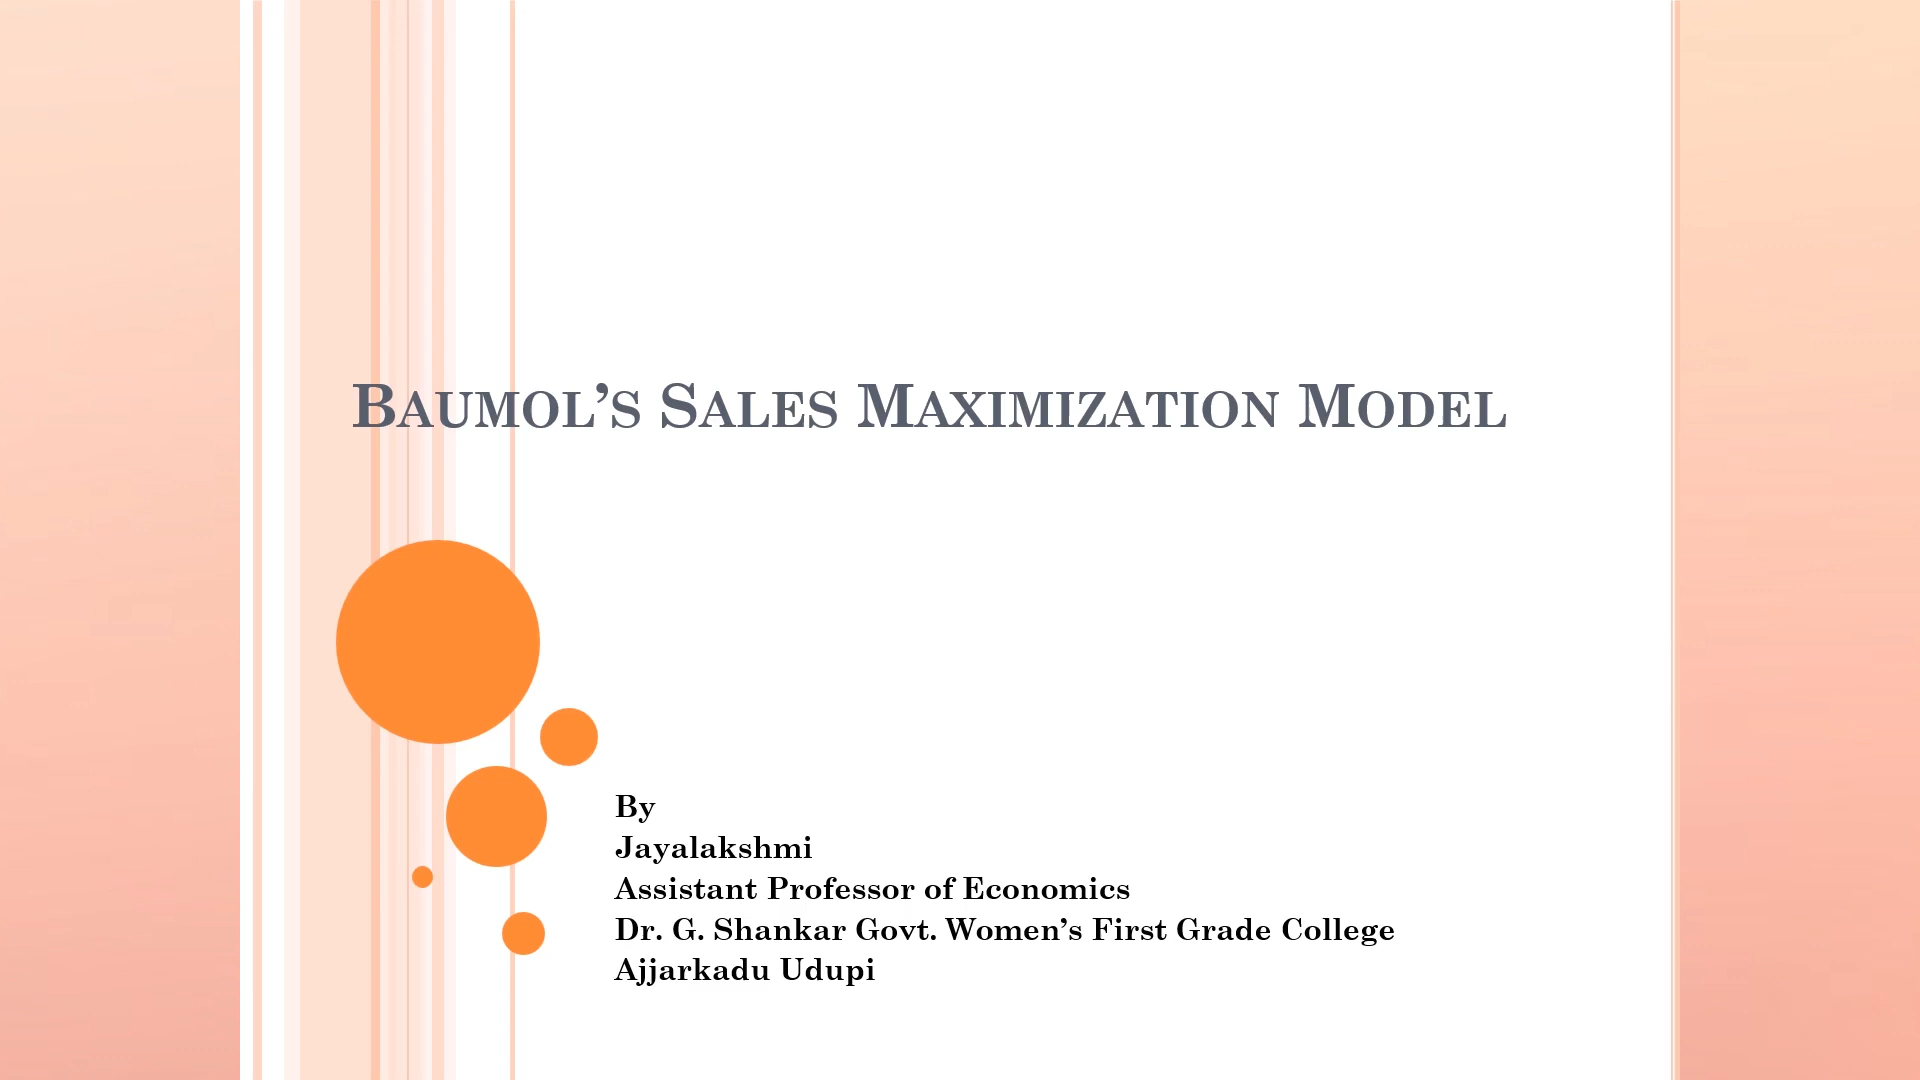 Baumol’s Sales Maximization Model
By
Jayalakshmi
Assistant Professor of Economics
Dr. G. Shankar Govt. Women’s First Grade College
Ajjarkadu Udupi